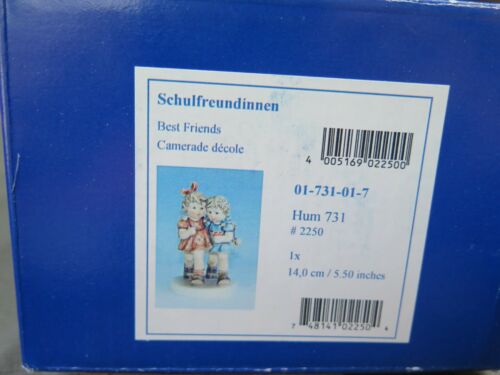 Schulfreundinnen
Best Friends
Camerade décole
4 005169 022500
01-731-01-7
Hum 731
# 2250
1x
14,0 cm / 5.50 inches
7 48141 02250 4